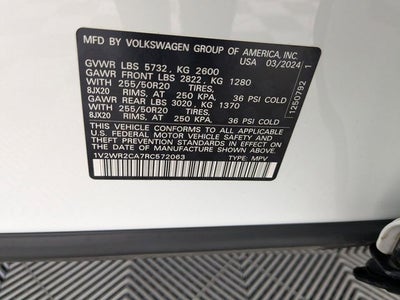 MFD BY VOLKSWAGEN GROUP OF AMERICA, INC
USA 03/2024
GVWR LBS 5732, KG 2600
GAWR FRONT LBS 2822, KG 1280
WITH 255/50R20 TIRES,
8JX20 RIMS, AT 250 KPA. 36 PSI COLD
GAWR REAR LBS 3020, KG 1370
WITH 255/50R20 TIRES,
8JX20 RIMS, AT 250 KPA. 36 PSI COLD
THIS VEHICLE CONFORMS TO ALL APPLICABLE
U.S. FEDERAL MOTOR VEHICLE SAFETY AND
THEFT PREVENTION STANDARDS IN EFFECT ON THE
DATE OF MANUFACTURE SHOWN ABOVE.
1V2WR2CA7RC572063 TYPE: MPV
1250792 1